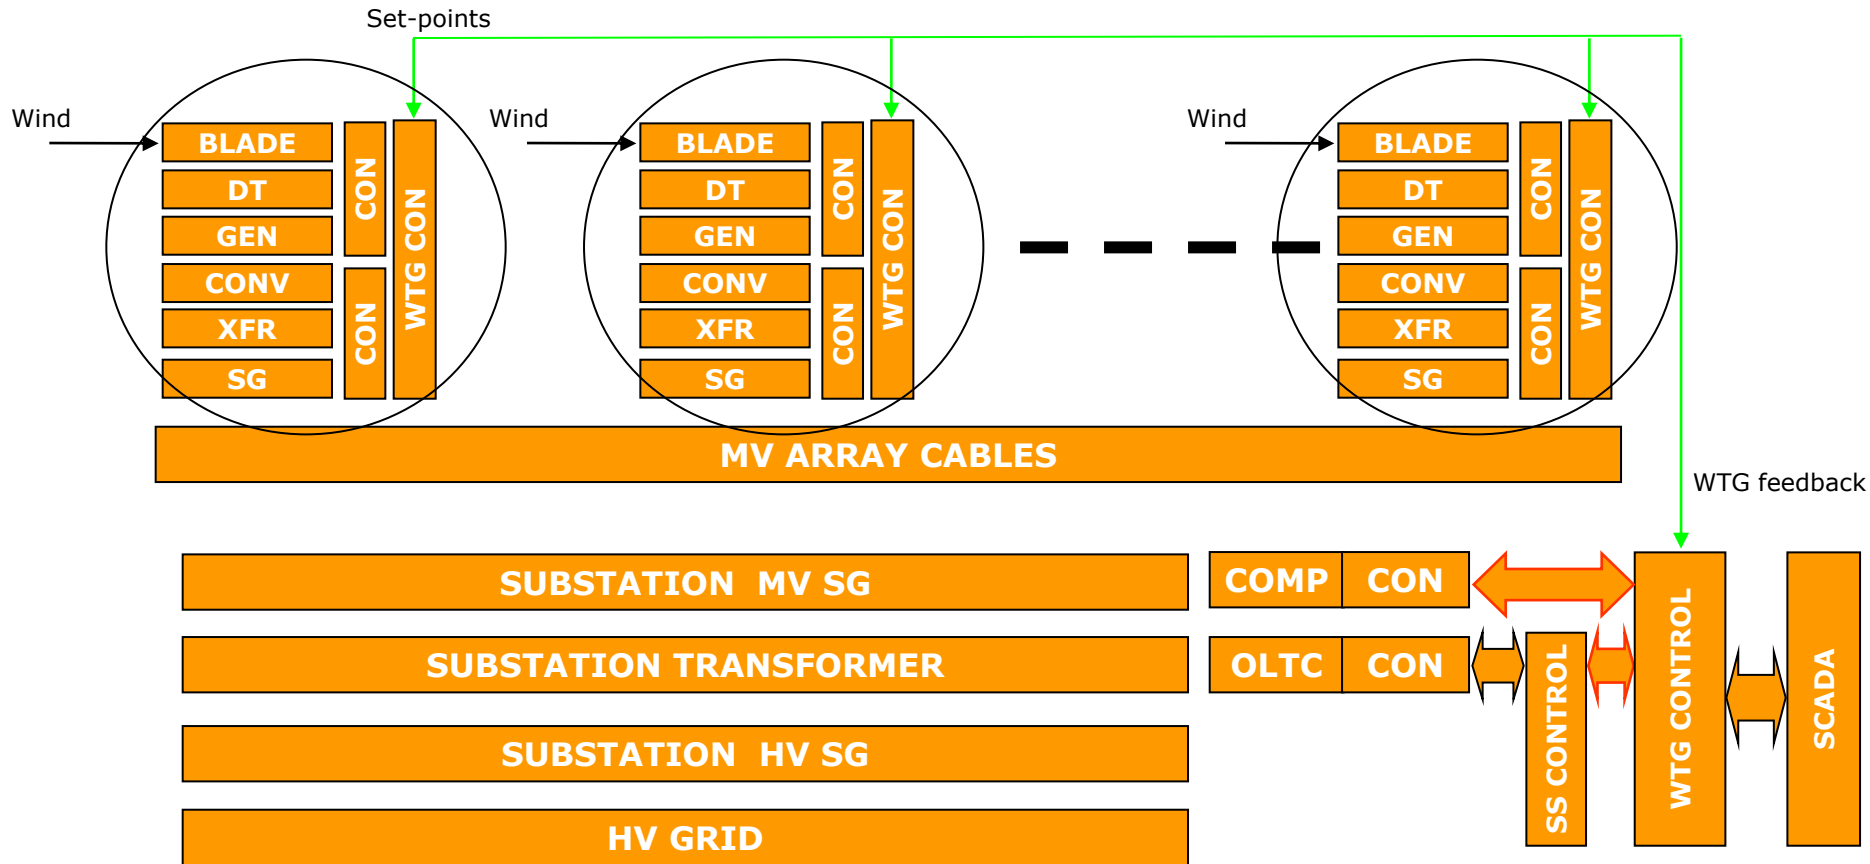 Set-points
Wind
BLADE
DT
GEN
CONV
XFR
SG
CON
CON
WTG CON
Wind
BLADE
DT
GEN
CONV
XFR
SG
CON
CON
WTG CON
Wind
BLADE
DT
GEN
CONV
XFR
SG
CON
CON
WTG CON
MV ARRAY CABLES
WTG feedback
SUBSTATION MV SG
COMP CON
SUBSTATION TRANSFORMER
OLTC CON
SUBSTATION HV SG
HV GRID
SS CONTROL
WTG CONTROL
SCADA